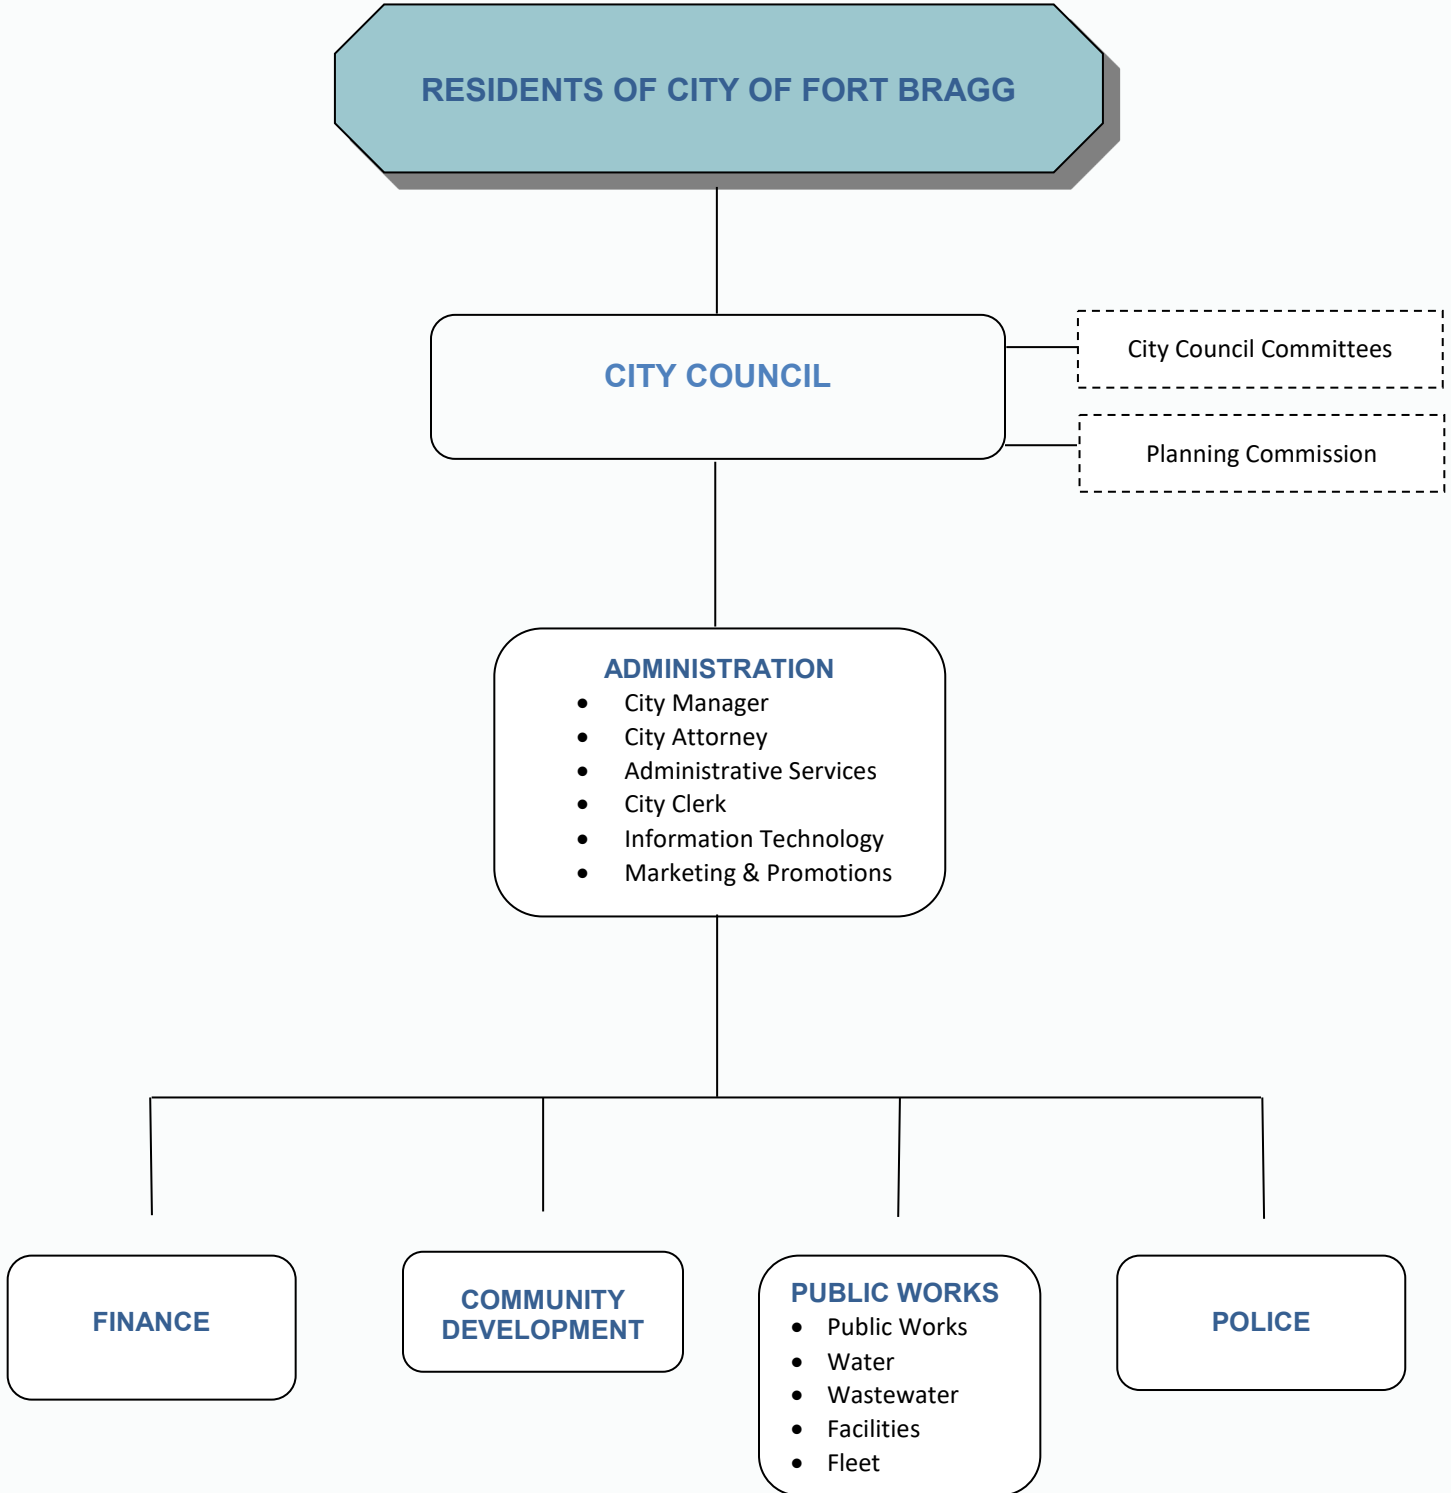 RESIDENTS OF CITY OF FORT BRAGG
CITY COUNCIL
City Council Committees
Planning Commission
ADMINISTRATION
• City Manager
• City Attorney
• Administrative Services
• City Clerk
• Information Technology
• Marketing & Promotions
FINANCE
COMMUNITY
DEVELOPMENT
PUBLIC WORKS
• Public Works
• Water
• Wastewater
• Facilities
• Fleet
POLICE